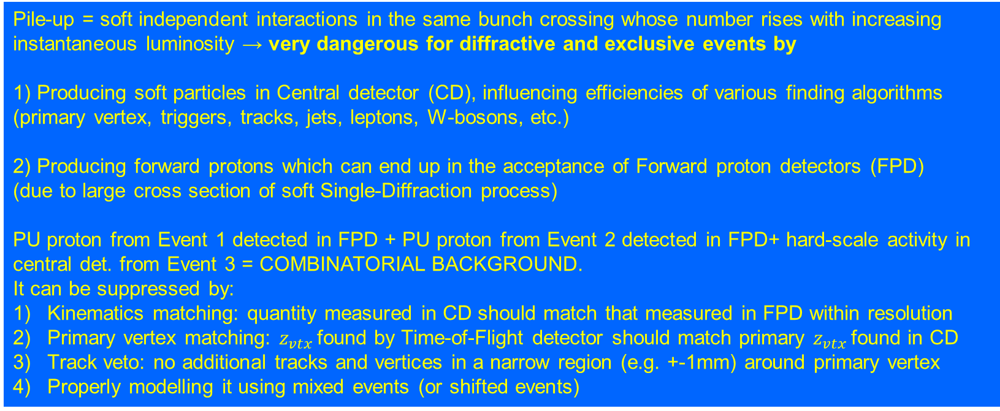 Pile-up = soft independent interactions in the same bunch crossing whose number rises with increasing
instantaneous luminosity → very dangerous for diffractive and exclusive events by
1) Producing soft particles in Central detector (CD), influencing efficiencies of various finding algorithms
(primary vertex, triggers, tracks, jets, leptons, W-bosons, etc.)
2) Producing forward protons which can end up in the acceptance of Forward proton detectors (FPD)
(due to large cross section of soft Single-Diffraction process)
PU proton from Event 1 detected in FPD + PU proton from Event 2 detected in FPD+ hard-scale activity in
central det. from Event 3 = COMBINATORIAL BACKGROUND.
It can be suppressed by:
1) Kinematics matching: quantity measured in CD should match that measured in FPD within resolution
2) Primary vertex matching: z_vtx found by Time-of-Flight detector should match primary z_vtx found in CD
3) Track veto: no additional tracks and vertices in a narrow region (e.g. +-1mm) around primary vertex
4) Properly modelling it using mixed events (or shifted events)